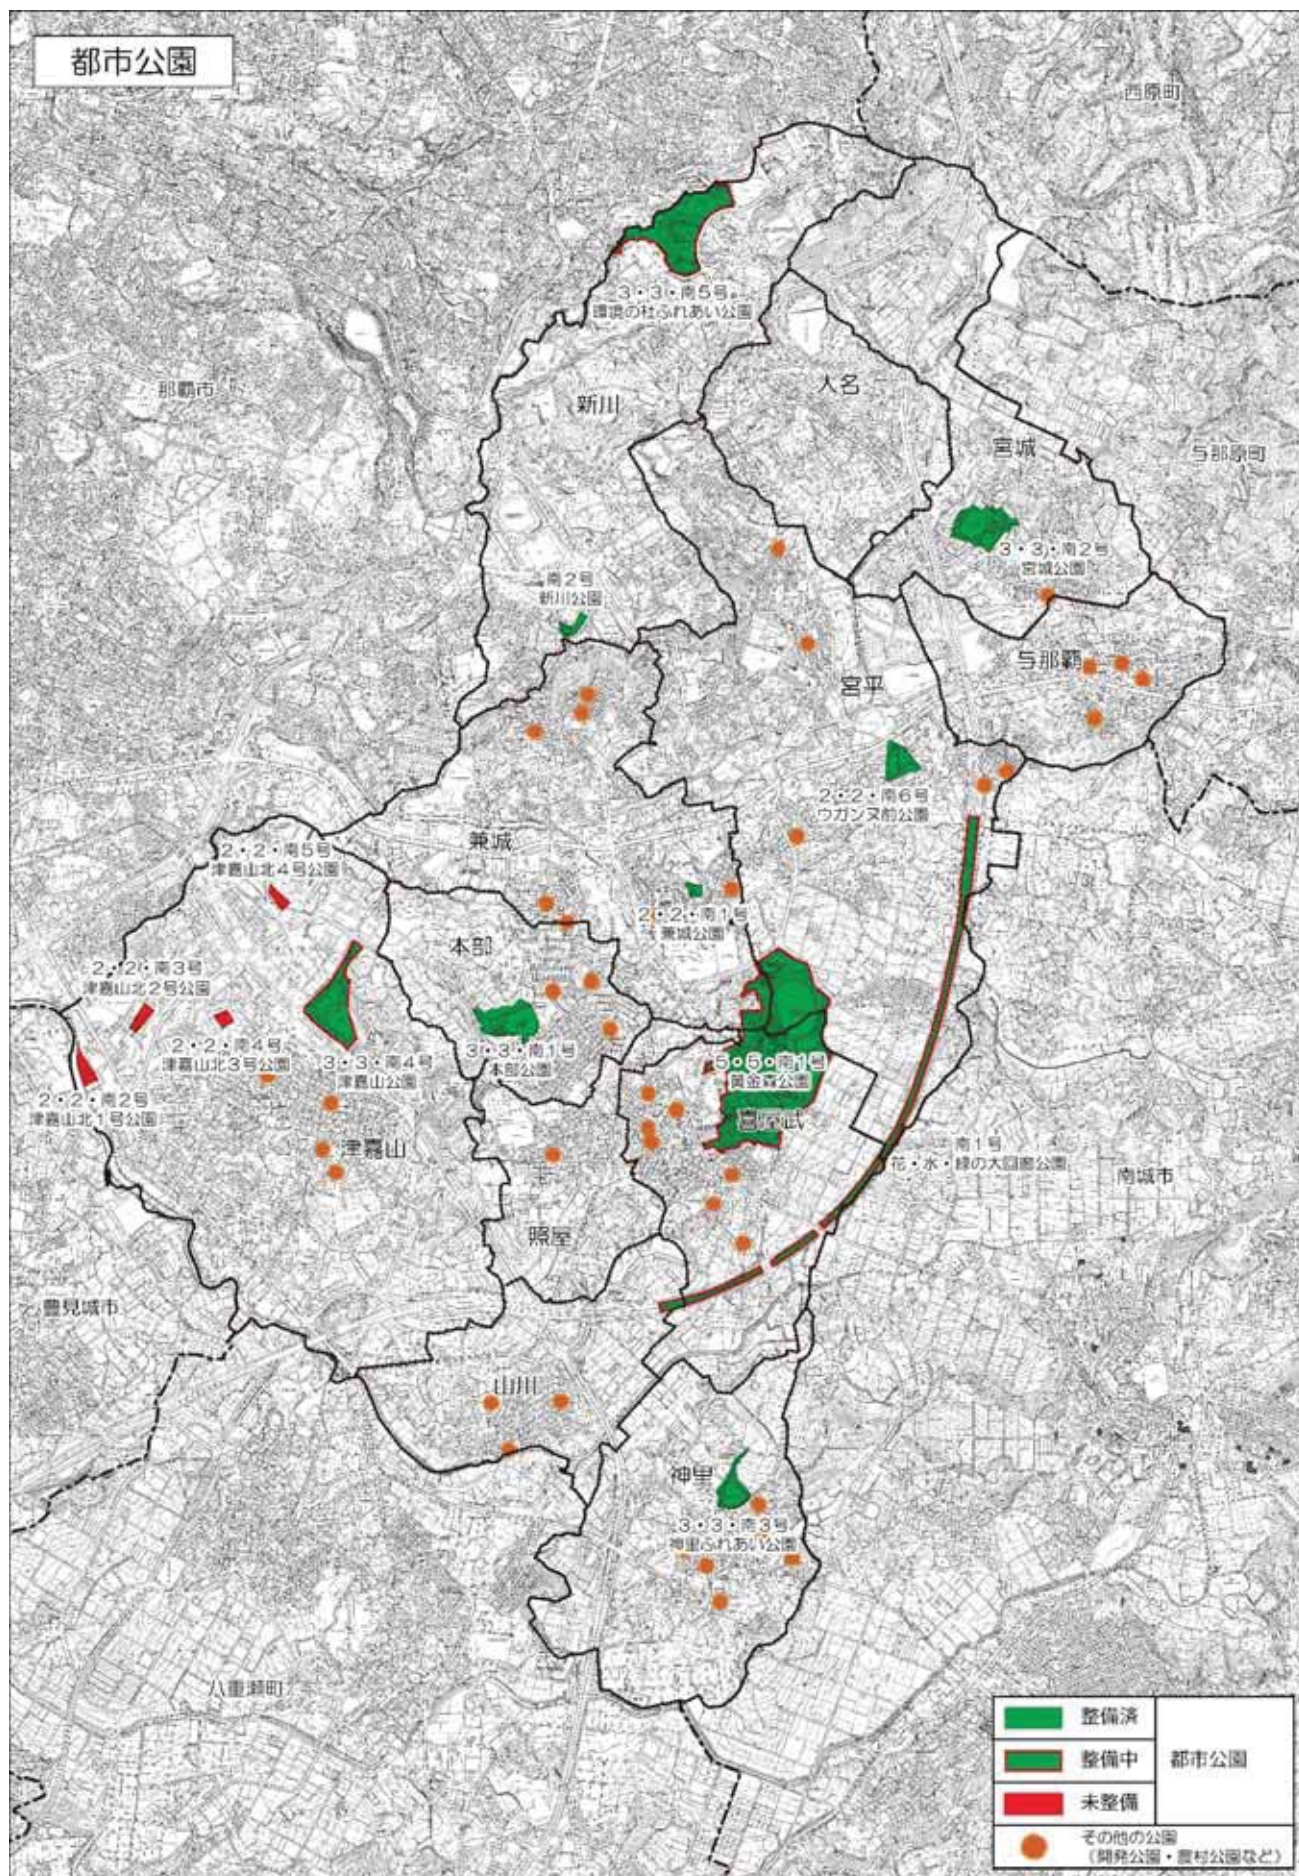 都市公園
西原町
3・3・南5号
環境の杜ふれあい公園
那覇市
新川
大名
宮城
与那原町
3・3・南2号
宮城公園
南2号
新川公園
与那覇
宮平
2・2・南6号
ウガンヌ前公園
兼城
2・2・南5号
津嘉山北4号公園
2・2・南1号
兼城公園
本部
2・2・南3号
津嘉山北2号公園
2・2・南4号
津嘉山北3号公園
3・3・南4号
津嘉山公園
3・3・南1号
本部公園
5・5・南1号
黄金森公園
2・2・南2号
津嘉山北1号公園
喜屋武
津嘉山
南1号
花・水・緑の大回廊公園
南城市
照屋
豊見城市
山川
神里
3・3・南3号
神里ふれあい公園
八重瀬町
整備済
整備中
未整備
都市公園
その他の公園
(開発公園・農村公園など)